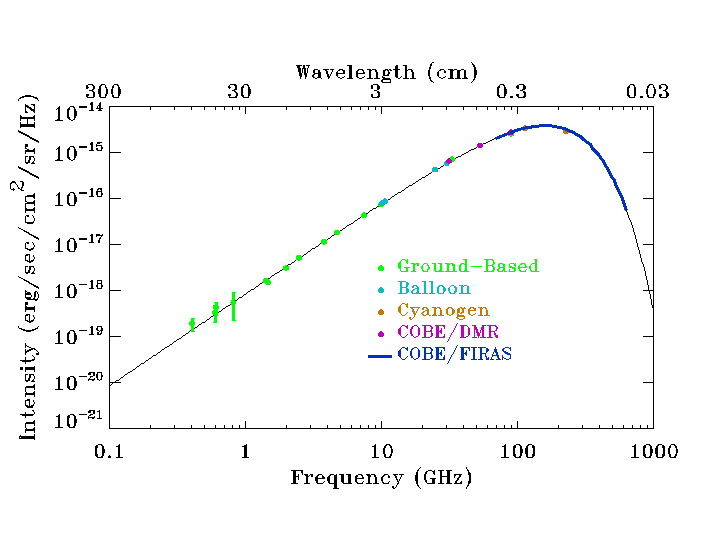 Wavelength (cm)
300 30 3 0.3 0.03
Intensity (erg/sec/cm²/sr/Hz)
10⁻¹⁴
10⁻¹⁵
10⁻¹⁶
10⁻¹⁷
10⁻¹⁸
10⁻¹⁹
10⁻²⁰
10⁻²¹
Ground-Based
Balloon
Cyanogen
COBE/DMR
COBE/FIRAS
0.1 1 10 100 1000
Frequency (GHz)